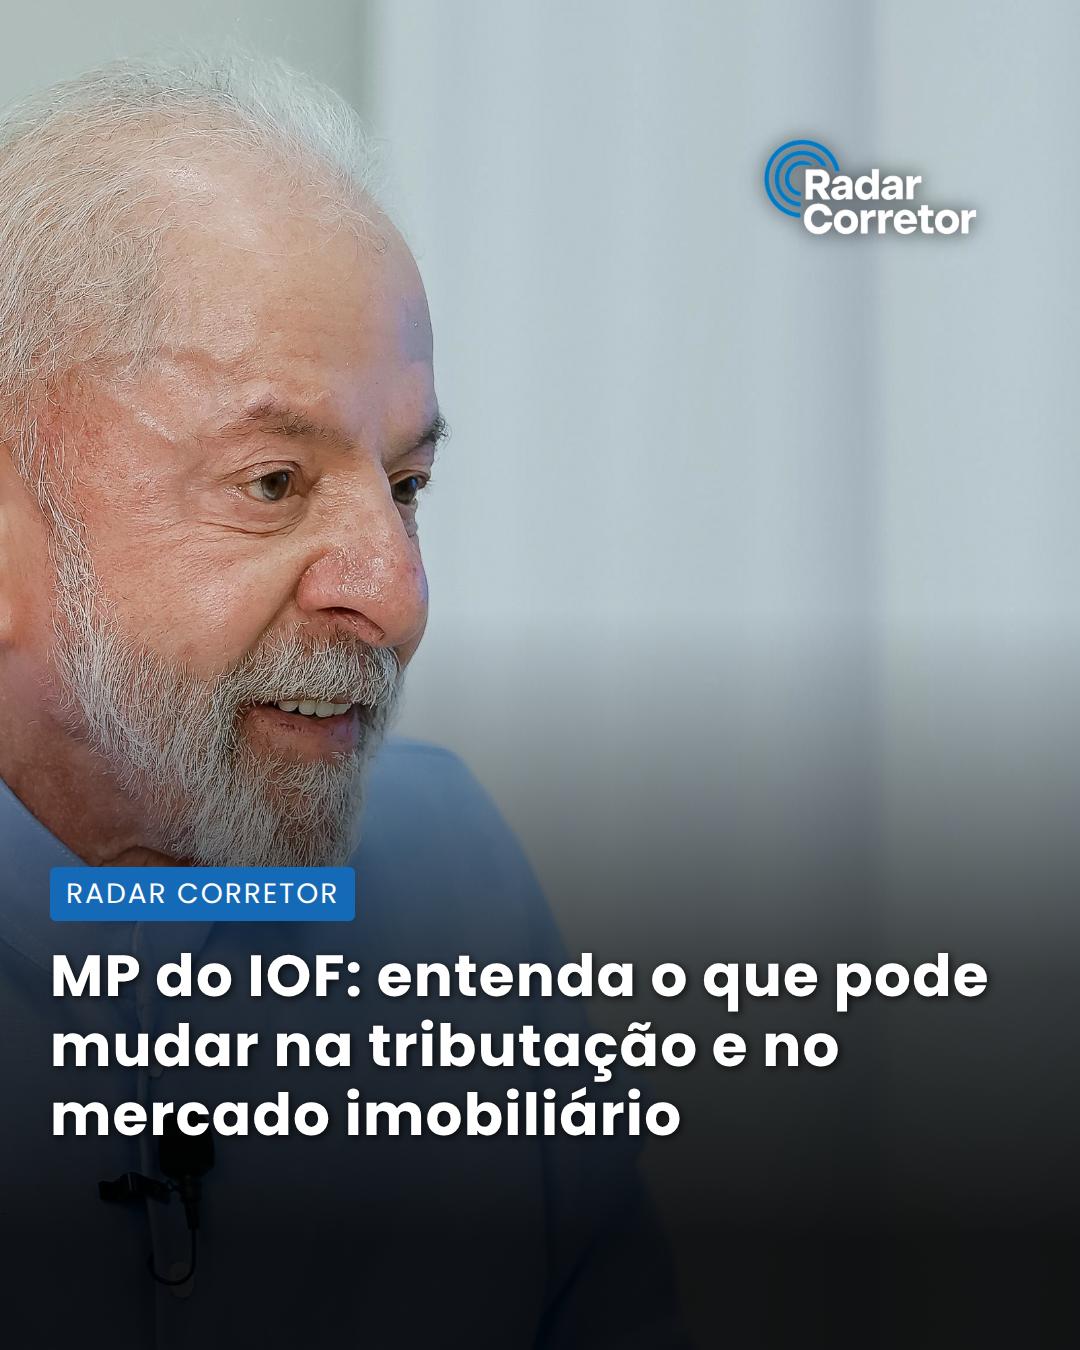 Radar
Corretor
RADAR CORRETOR
MP do IOF: entenda o que pode
mudar na tributação e no
mercado imobiliário